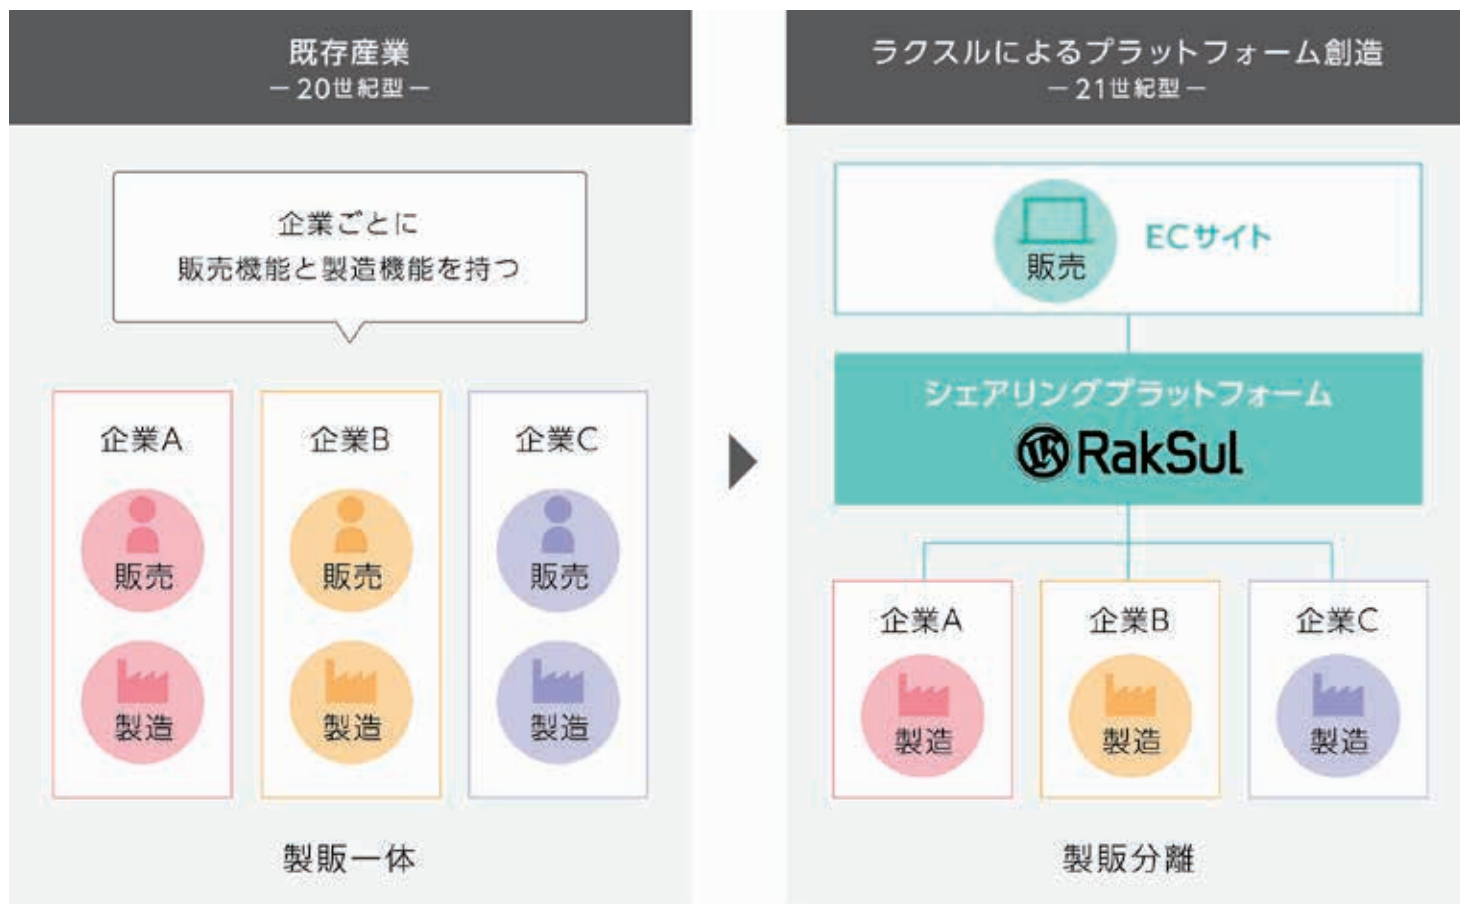 既存産業
－20世紀型－
企業ごとに
販売機能と製造機能を持つ
企業A
企業B
企業C
販売
販売
販売
製造
製造
製造
製販一体
ラクスルによるプラットフォーム創造
－21世紀型－
販売
ECサイト
シェアリングプラットフォーム
RakSul
企業A
企業B
企業C
製造
製造
製造
製販分離